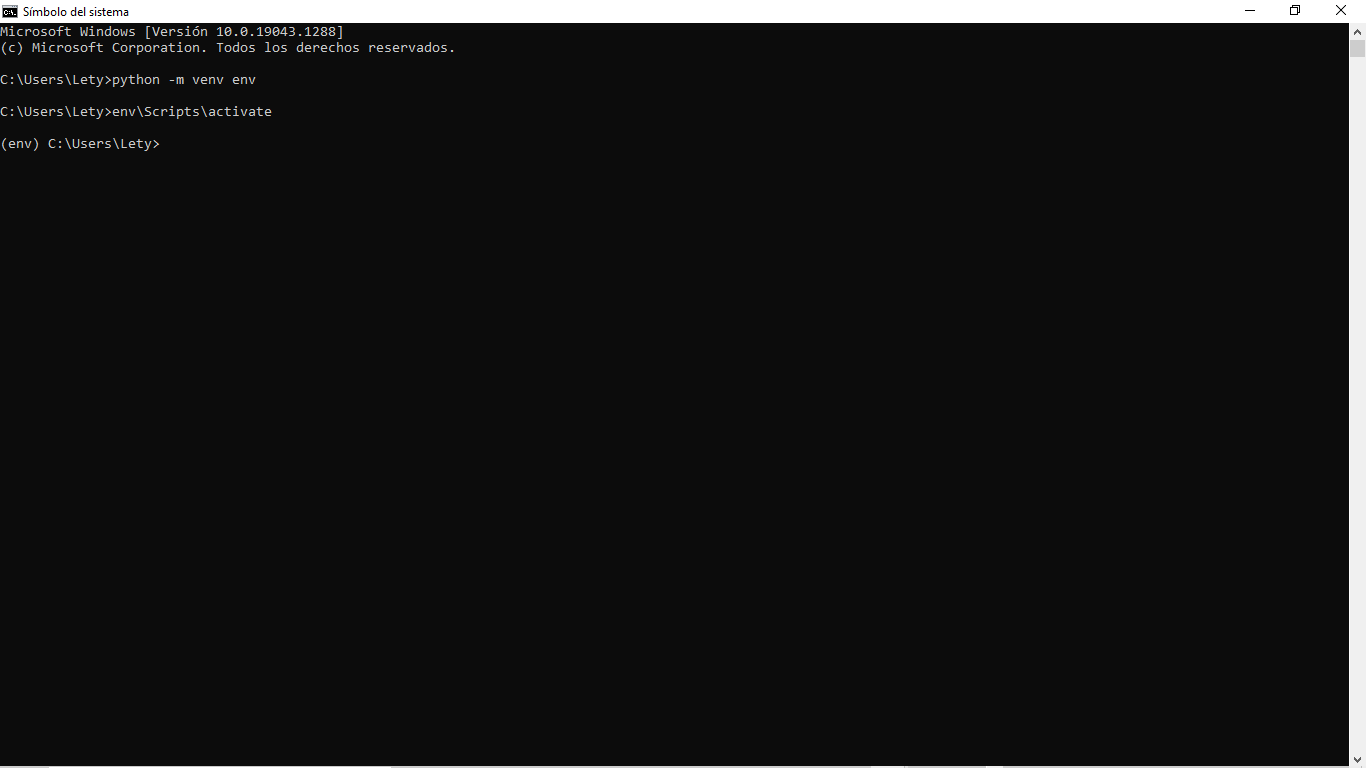 Símbolo del sistema
Microsoft Windows [Versión 10.0.19043.1288]
(c) Microsoft Corporation. Todos los derechos reservados.
C:\Users\Lety>python -m venv env
C:\Users\Lety>env\Scripts\activate
(env) C:\Users\Lety>